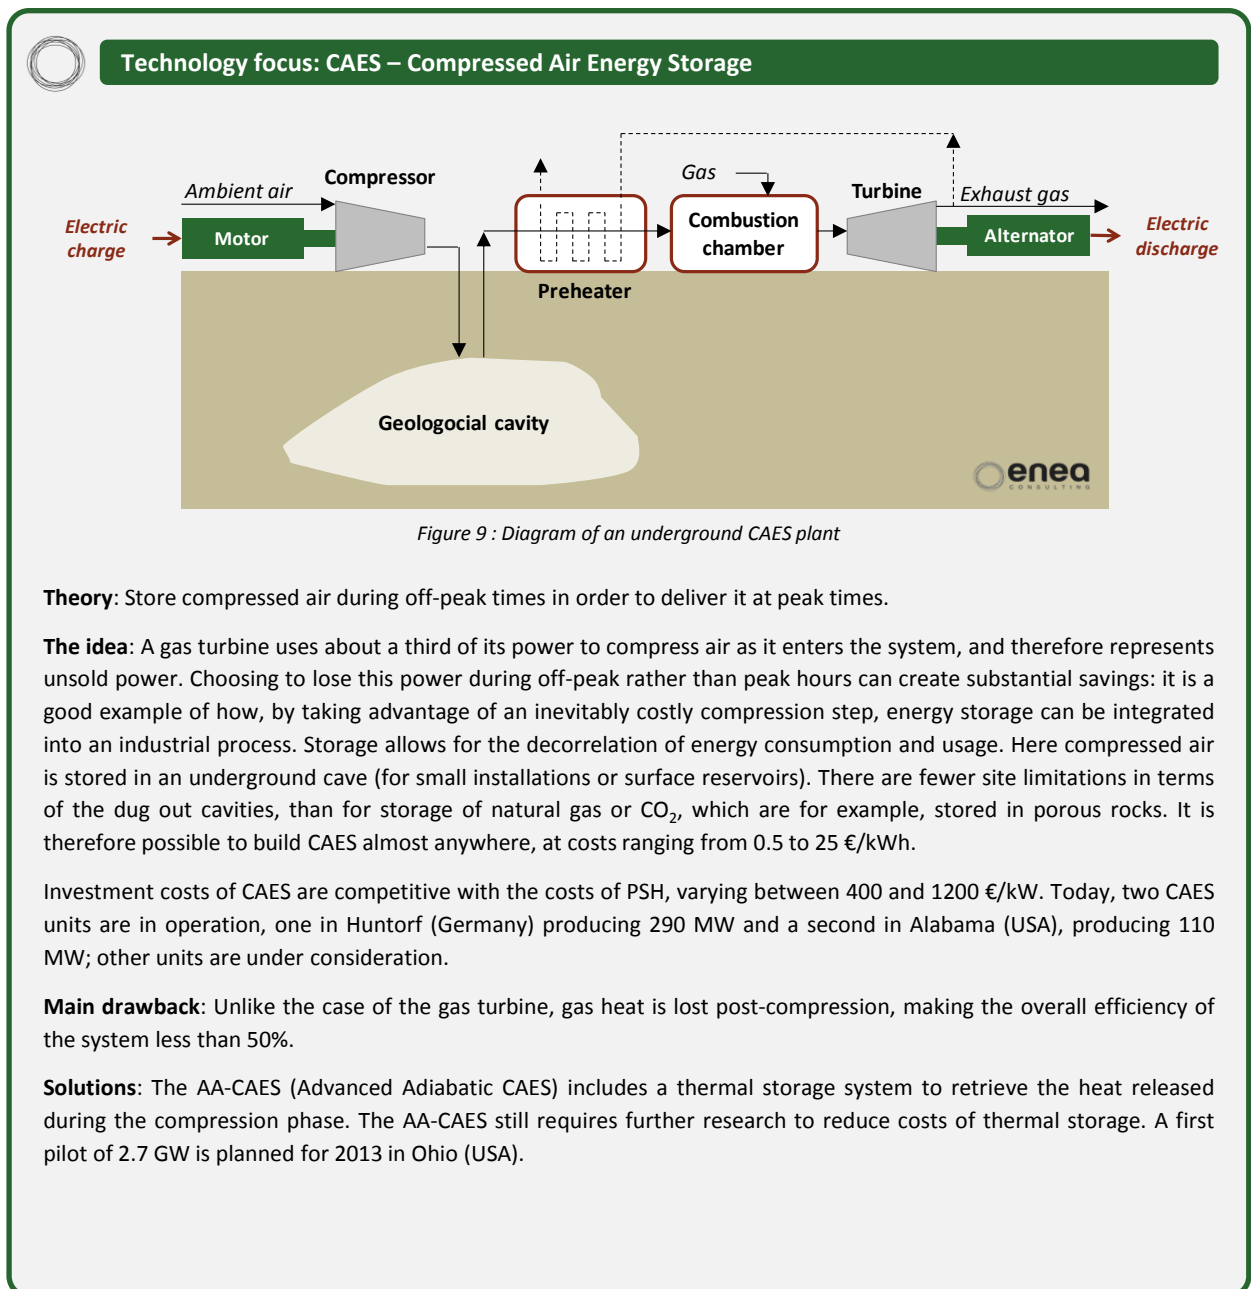 Technology focus: CAES – Compressed Air Energy Storage
Ambient air
Compressor
Gas
Turbine
Exhaust gas
Electric
charge
Motor
Combustion
chamber
Alternator
Electric
discharge
Preheater
Geologocial cavity
enea
CONSULTING
Figure 9 : Diagram of an underground CAES plant
Theory: Store compressed air during off-peak times in order to deliver it at peak times.
The idea: A gas turbine uses about a third of its power to compress air as it enters the system, and therefore represents
unsold power. Choosing to lose this power during off-peak rather than peak hours can create substantial savings: it is a
good example of how, by taking advantage of an inevitably costly compression step, energy storage can be integrated
into an industrial process. Storage allows for the decorrelation of energy consumption and usage. Here compressed air
is stored in an underground cave (for small installations or surface reservoirs). There are fewer site limitations in terms
of the dug out cavities, than for storage of natural gas or CO₂, which are for example, stored in porous rocks. It is
therefore possible to build CAES almost anywhere, at costs ranging from 0.5 to 25 €/kWh.
Investment costs of CAES are competitive with the costs of PSH, varying between 400 and 1200 €/kW. Today, two CAES
units are in operation, one in Huntorf (Germany) producing 290 MW and a second in Alabama (USA), producing 110
MW; other units are under consideration.
Main drawback: Unlike the case of the gas turbine, gas heat is lost post-compression, making the overall efficiency of
the system less than 50%.
Solutions: The AA-CAES (Advanced Adiabatic CAES) includes a thermal storage system to retrieve the heat released
during the compression phase. The AA-CAES still requires further research to reduce costs of thermal storage. A first
pilot of 2.7 GW is planned for 2013 in Ohio (USA).